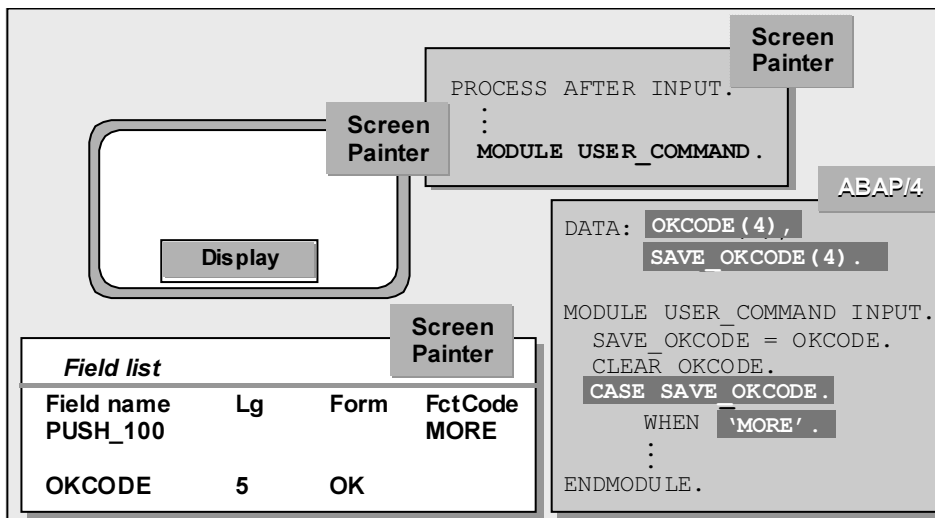 Screen
Painter
PROCESS AFTER INPUT.
:
MODULE USER_COMMAND.
Screen
Painter
Display
ABAP/4
DATA: OKCODE(4),
SAVE_OKCODE(4).
MODULE USER_COMMAND INPUT.
SAVE_OKCODE = OKCODE.
CLEAR OKCODE.
CASE SAVE_OKCODE.
WHEN ‘MORE’.
:
ENDMODULE.
Screen
Painter
Field list
Field name Lg Form FctCode
PUSH_100 MORE
OKCODE 5 OK